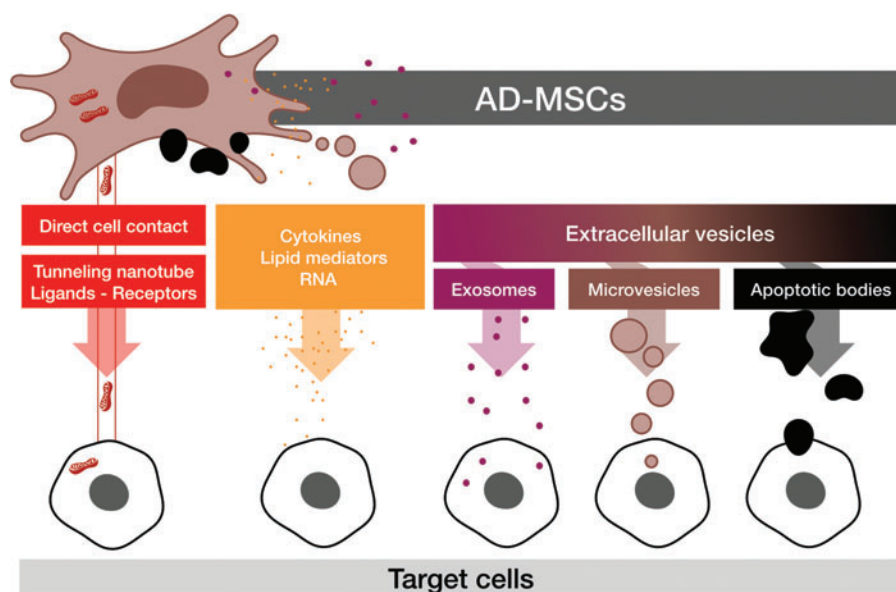 AD-MSCs
Direct cell contact
Tunneling nanotube
Ligands - Receptors
Cytokines
Lipid mediators
RNA
Extracellular vesicles
Exosomes
Microvesicles
Apoptotic bodies
Target cells